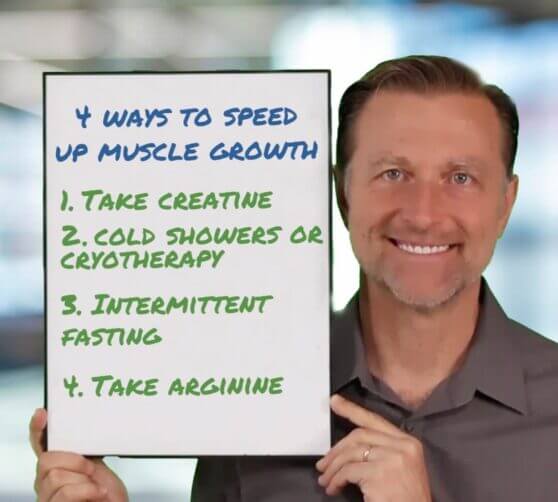 4 WAYS TO SPEED
UP MUSCLE GROWTH
1. TAKE CREATINE
2. COLD SHOWERS OR
CRYOTHERAPY
3. INTERMITTENT
FASTING
4. TAKE ARGININE